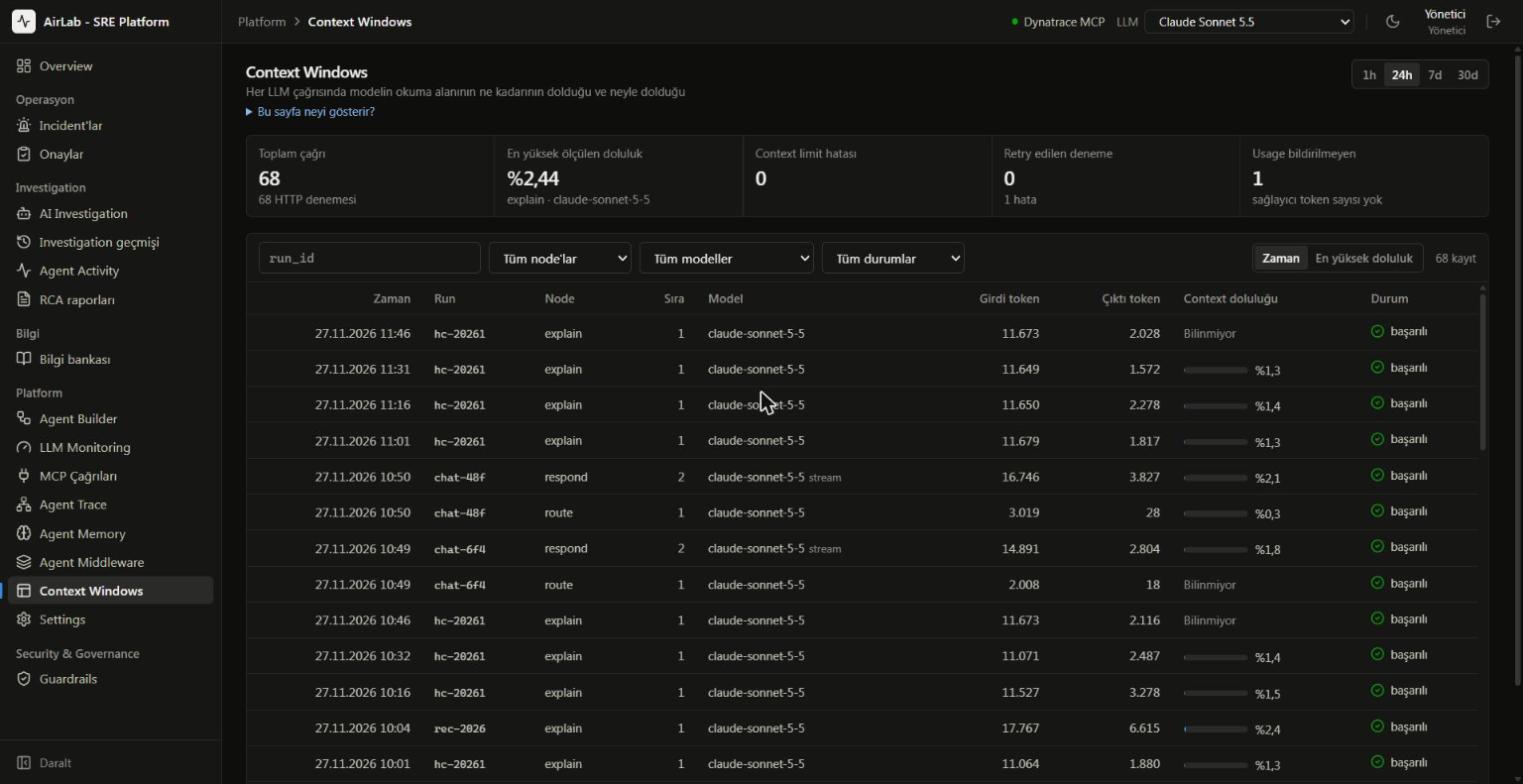 AirLab - SRE Platform
Platform > Context Windows
Dynatrace MCP LLM Claude Sonnet 5.5
Yönetici
Yönetici
Overview
Operasyon
Incident'lar
Onaylar
Investigation
AI Investigation
Investigation geçmişi
Agent Activity
RCA raporları
Bilgi
Bilgi bankası
Platform
Agent Builder
LLM Monitoring
MCP Çağrıları
Agent Trace
Agent Memory
Agent Middleware
Context Windows
Settings
Security & Governance
Guardrails
Daralt
Context Windows
Her LLM çağrısında modelin okuma alanının ne kadarının dolduğu ve neyle dolduğu
Bu sayfa neyi gösterir?
1h 24h 7d 30d
Toplam çağrı
68
68 HTTP denemesi
En yüksek ölçülen doluluk
%2,44
explain · claude-sonnet-5-5
Context limit hatası
0
Retry edilen deneme
0
1 hata
Usage bildirilmeyen
1
sağlayıcı token sayısı yok
run_id Tüm node'lar Tüm modeller Tüm durumlar Zaman En yüksek doluluk 68 kayıt
Zaman Run Node Sıra Model Girdi token Çıktı token Context doluluğu Durum
27.11.2026 11:46 hc-20261 explain 1 claude-sonnet-5-5 11.673 2.028 Bilinmiyor başarılı
27.11.2026 11:31 hc-20261 explain 1 claude-sonnet-5-5 11.649 1.572 %1,3 başarılı
27.11.2026 11:16 hc-20261 explain 1 claude-sonnet-5-5 11.650 2.278 %1,4 başarılı
27.11.2026 11:01 hc-20261 explain 1 claude-sonnet-5-5 11.679 1.817 %1,3 başarılı
27.11.2026 10:50 chat-48f respond 2 claude-sonnet-5-5 stream 16.746 3.827 %2,1 başarılı
27.11.2026 10:50 chat-48f route 1 claude-sonnet-5-5 3.019 28 %0,3 başarılı
27.11.2026 10:49 chat-6f4 respond 2 claude-sonnet-5-5 stream 14.891 2.804 %1,8 başarılı
27.11.2026 10:49 chat-6f4 route 1 claude-sonnet-5-5 2.008 18 Bilinmiyor başarılı
27.11.2026 10:46 hc-20261 explain 1 claude-sonnet-5-5 11.673 2.116 Bilinmiyor başarılı
27.11.2026 10:32 hc-20261 explain 1 claude-sonnet-5-5 11.071 2.487 %1,4 başarılı
27.11.2026 10:16 hc-20261 explain 1 claude-sonnet-5-5 11.527 3.278 %1,5 başarılı
27.11.2026 10:04 rec-2026 explain 1 claude-sonnet-5-5 17.767 6.615 %2,4 başarılı
27.11.2026 10:01 hc-20261 explain 1 claude-sonnet-5-5 11.064 1.880 %1,3 başarılı